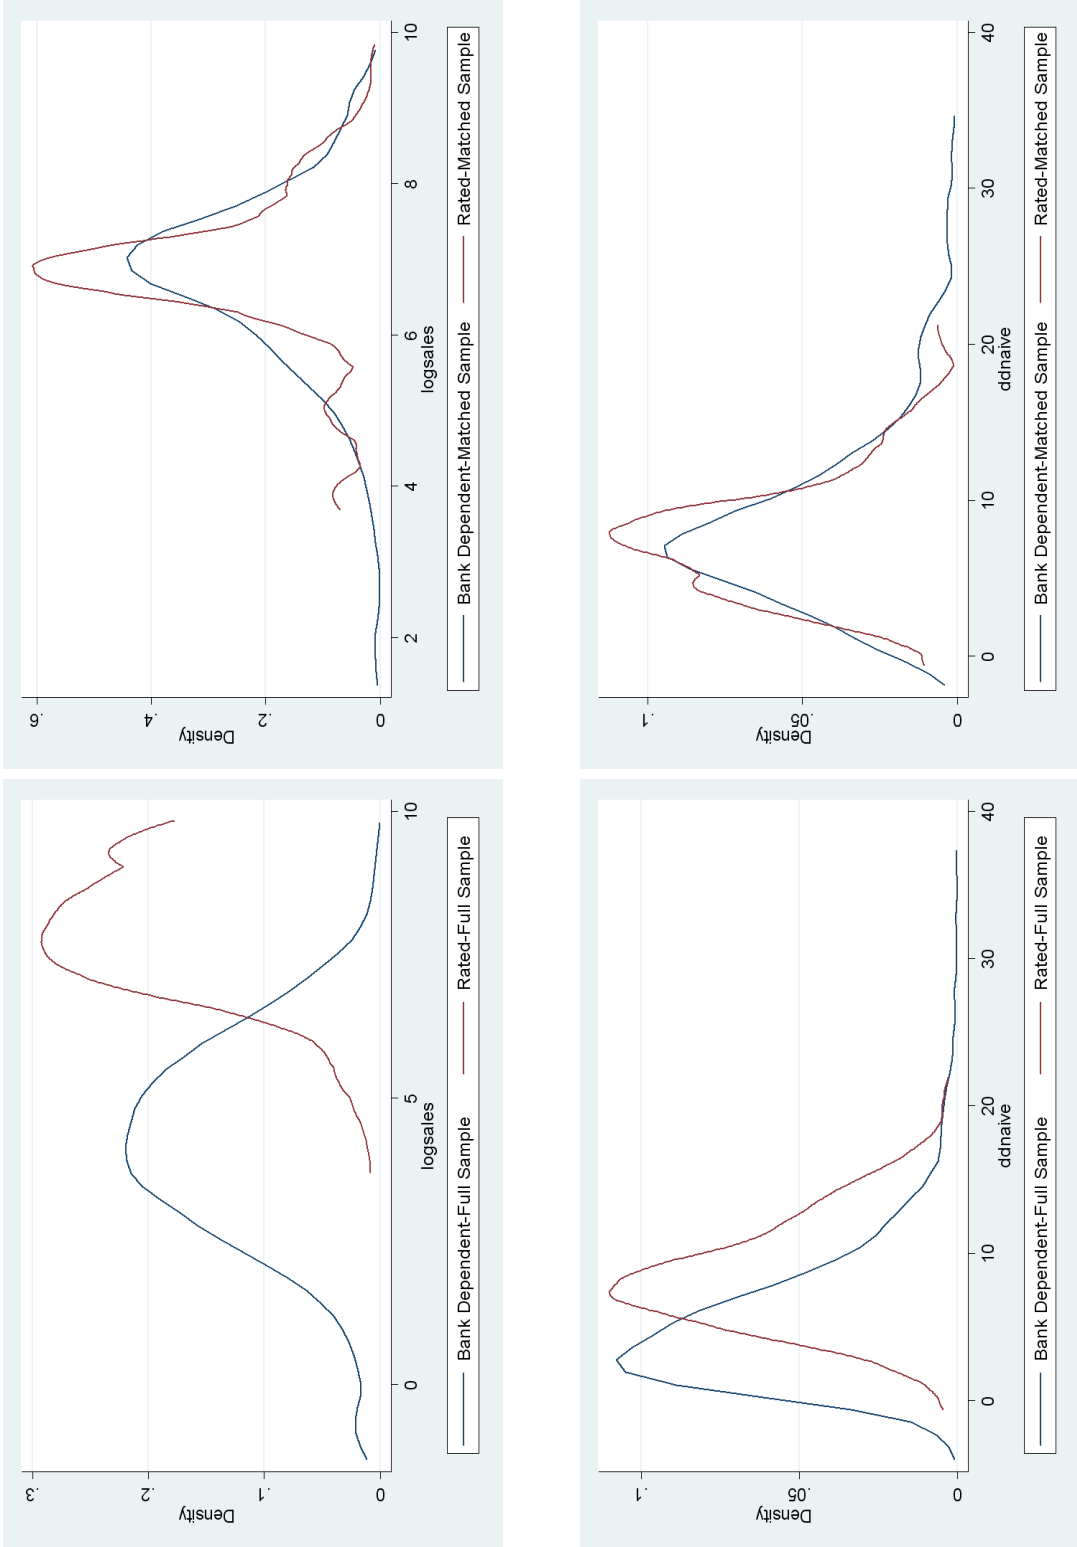 Density
.3
.2
.1
0
0
5
10
logsales
Bank Dependent-Full Sample
Rated-Full Sample
Density
.6
.4
.2
0
2
4
6
8
10
logsales
Bank Dependent-Matched Sample
Rated-Matched Sample
Density
.1
.05
0
0
10
20
30
40
ddnaive
Bank Dependent-Full Sample
Rated-Full Sample
Density
.1
.05
0
0
10
20
30
40
ddnaive
Bank Dependent-Matched Sample
Rated-Matched Sample